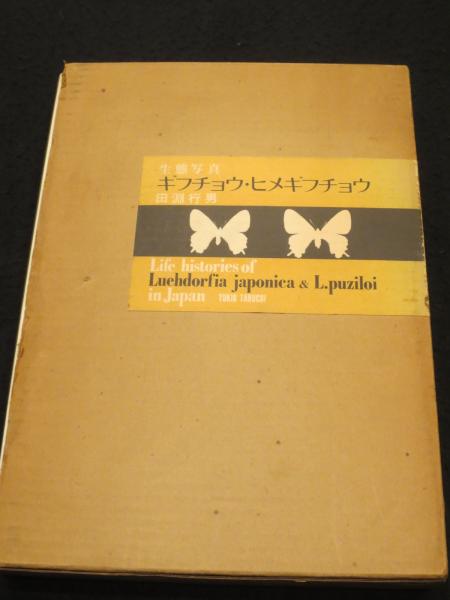 生態写真
ギフチョウ・ヒメギフチョウ
田淵行男
Life histories of
Luehdorfia japonica & L.puziloi
in Japan YUKIO TABUCHI